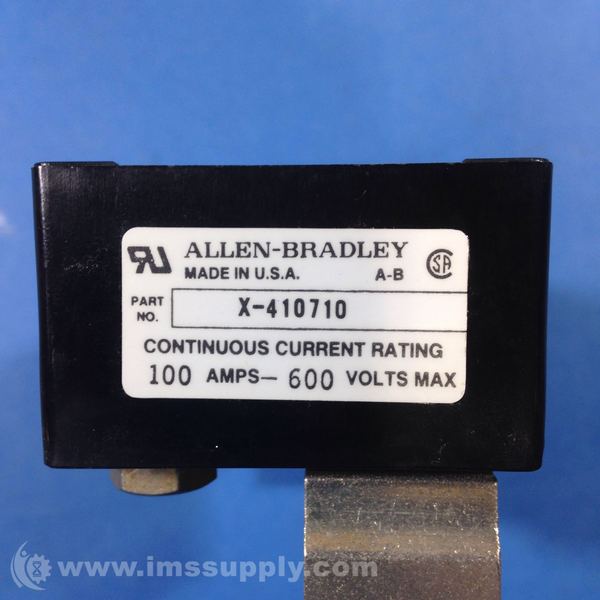 ALLEN-BRADLEY
MADE IN U.S.A. A-B
PART NO. X-410710
CONTINUOUS CURRENT RATING
100 AMPS – 600 VOLTS MAX
www.imssupply.com